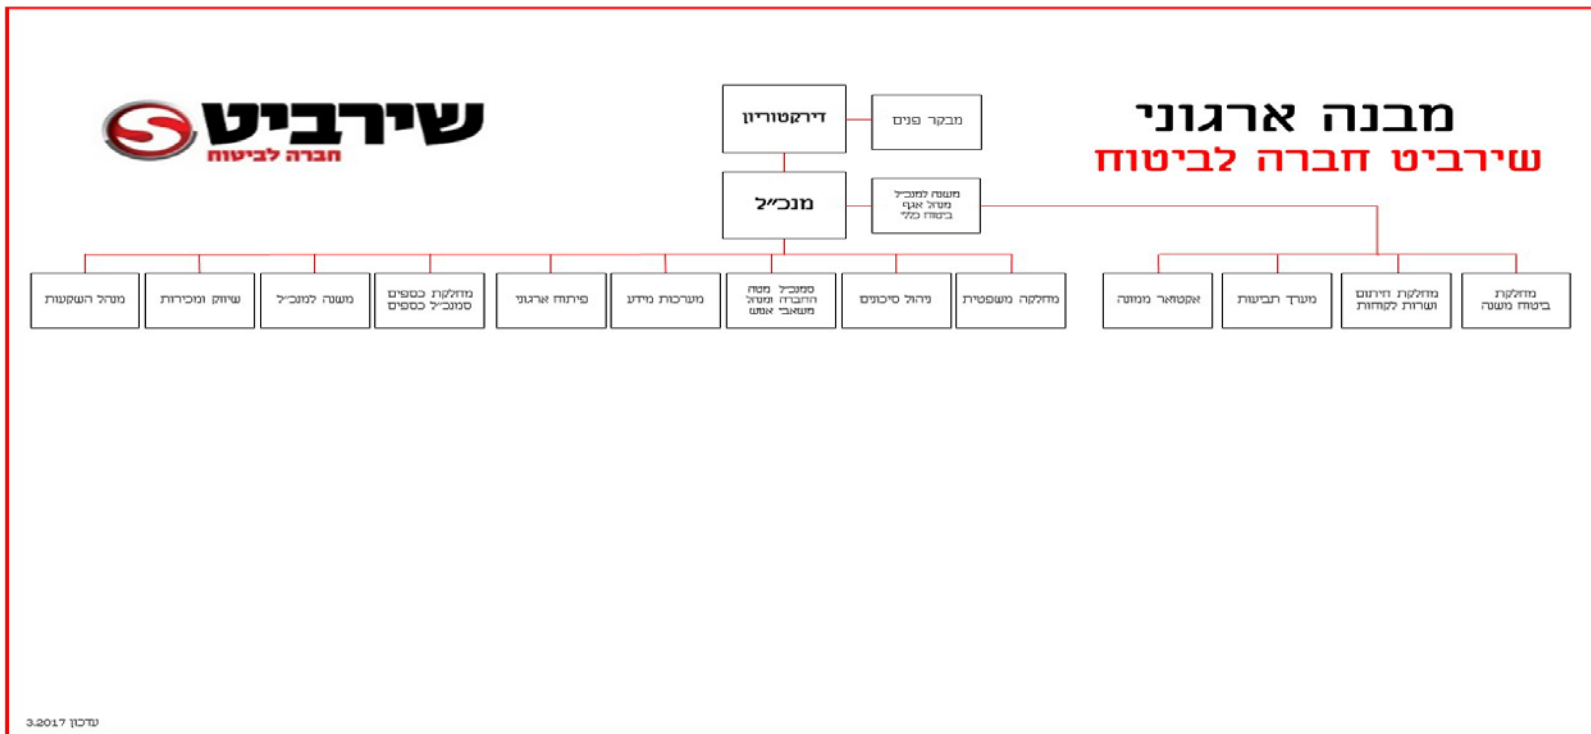 מבנה ארגוני
שירביט חברה לביטוח
שירביט
חברה לביטוח
דירקטוריון
מבקר פנים
מנכ״ל
משנה למנכ״ל
מנהל אגף
ביטוח כללי
מחלקת
ביטוח משנה
מחלקת חיתום
ושרות לקוחות
מערך תביעות
אקטואר ממונה
מחלקה משפטית
ניהול סיכונים
סמנכ״ל מטה
החברה ומנהל
משאבי אנוש
מערכות מידע
פיתוח ארגוני
מחלקת כספים
סמנכ״ל כספים
משנה למנכ״ל
שיווק ומכירות
מנהל השקעות
עדכון 3.2017